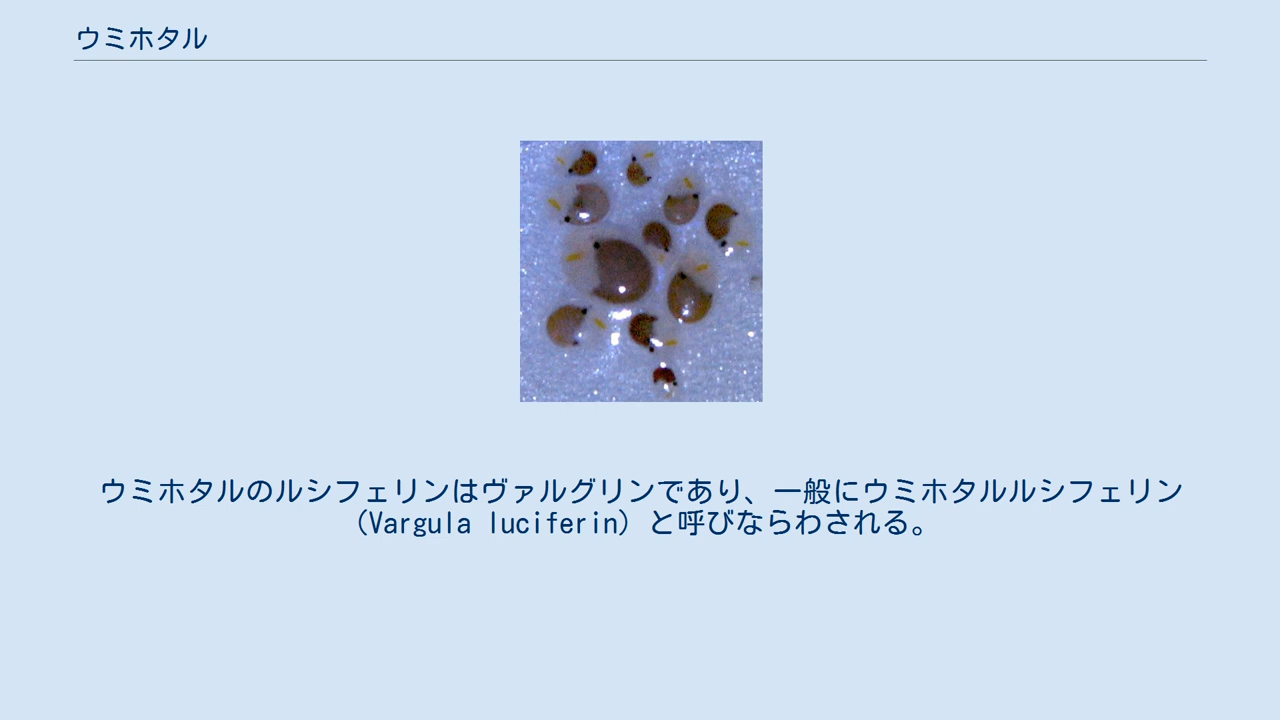 ウミホタル
ウミホタルのルシフェリンはヴァルグリンであり、一般にウミホタルルシフェリン
(Vargula luciferin) と呼びならわされる。